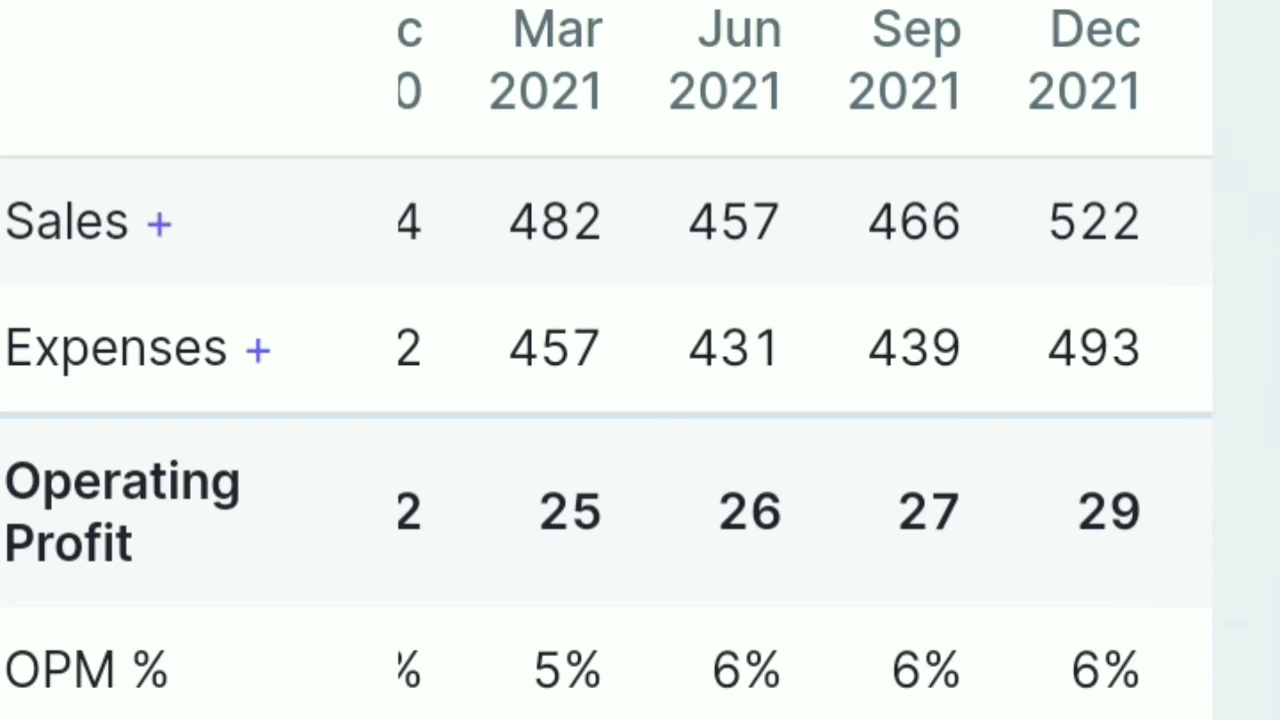 c Mar Jun Sep Dec
0 2021 2021 2021 2021
Sales + 4 482 457 466 522
Expenses + 2 457 431 439 493
Operating
Profit 2 25 26 27 29
OPM % % 5% 6% 6% 6%